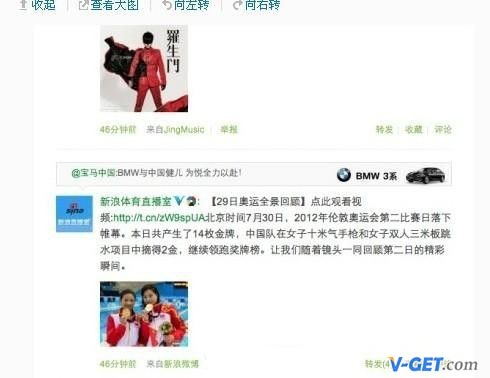 收起 查看大图 向左转 向右转
羅生門
46分钟前 来自JingMusic 举报 转发 收藏 评论
@宝马中国:BMW与中国健儿 为悦全力以赴! BMW 3系
新浪体育直播室 V :【29日奥运全景回顾】点此观看视
频:http://t.cn/zW9spUA北京时间7月30日，2012年伦敦奥运会第二比赛日落下
帷幕。本日共产生了14枚金牌，中国队在女子十米气手枪和女子双人三米板跳
水项目中摘得2金，继续领跑奖牌榜。让我们随着镜头一同回顾第二日的精彩
瞬间。
sina
新浪直播室
46分钟前 来自新浪微博 转发(4
V-GET.com